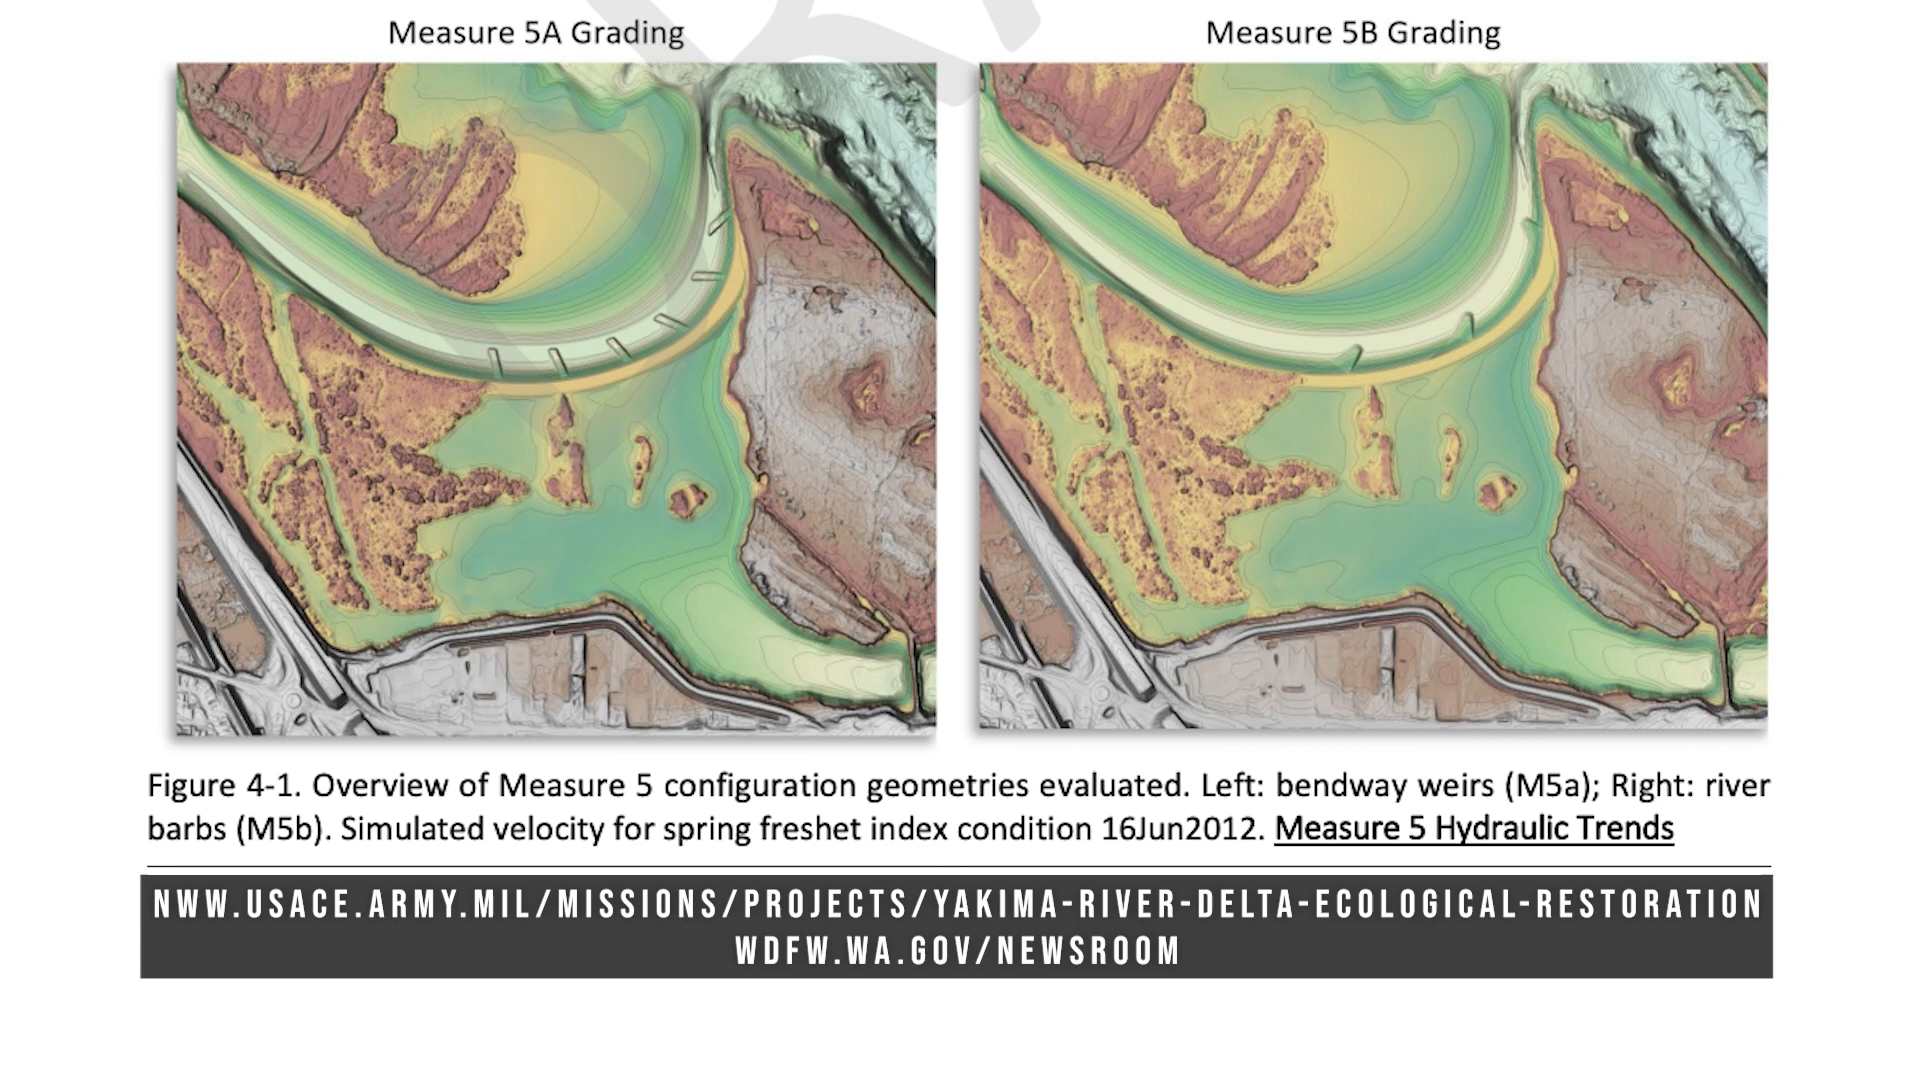 Measure 5A Grading
Measure 5B Grading
Figure 4-1. Overview of Measure 5 configuration geometries evaluated. Left: bendway weirs (M5a); Right: river
barbs (M5b). Simulated velocity for spring freshet index condition 16Jun2012. Measure 5 Hydraulic Trends
NWW.USACE.ARMY.MIL/MISSIONS/PROJECTS/YAKIMA-RIVER-DELTA-ECOLOGICAL-RESTORATION
WDFW.WA.GOV/NEWSROOM